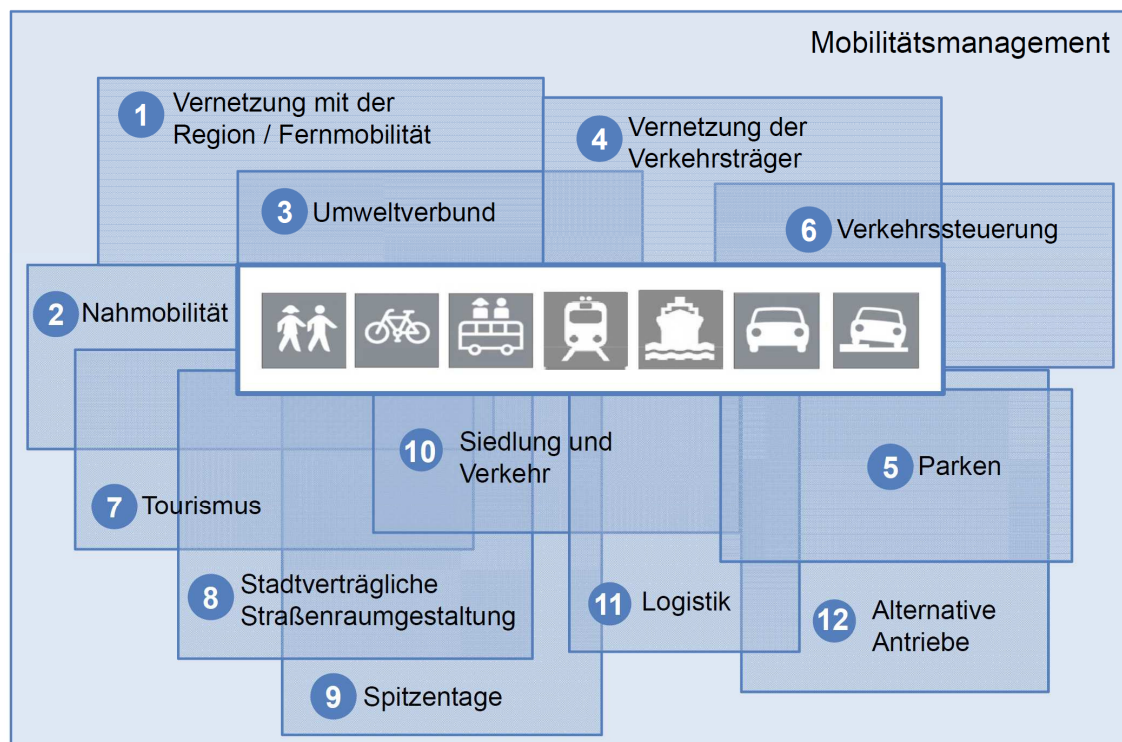 Mobilitätsmanagement
1 Vernetzung mit der
Region / Fernmobilität
4 Vernetzung der
Verkehrsträger
3 Umweltverbund
6 Verkehrssteuerung
2 Nahmobilität
10 Siedlung und
Verkehr
5 Parken
7 Tourismus
8 Stadtverträgliche
Straßenraumgestaltung
11 Logistik
12 Alternative
Antriebe
9 Spitzentage